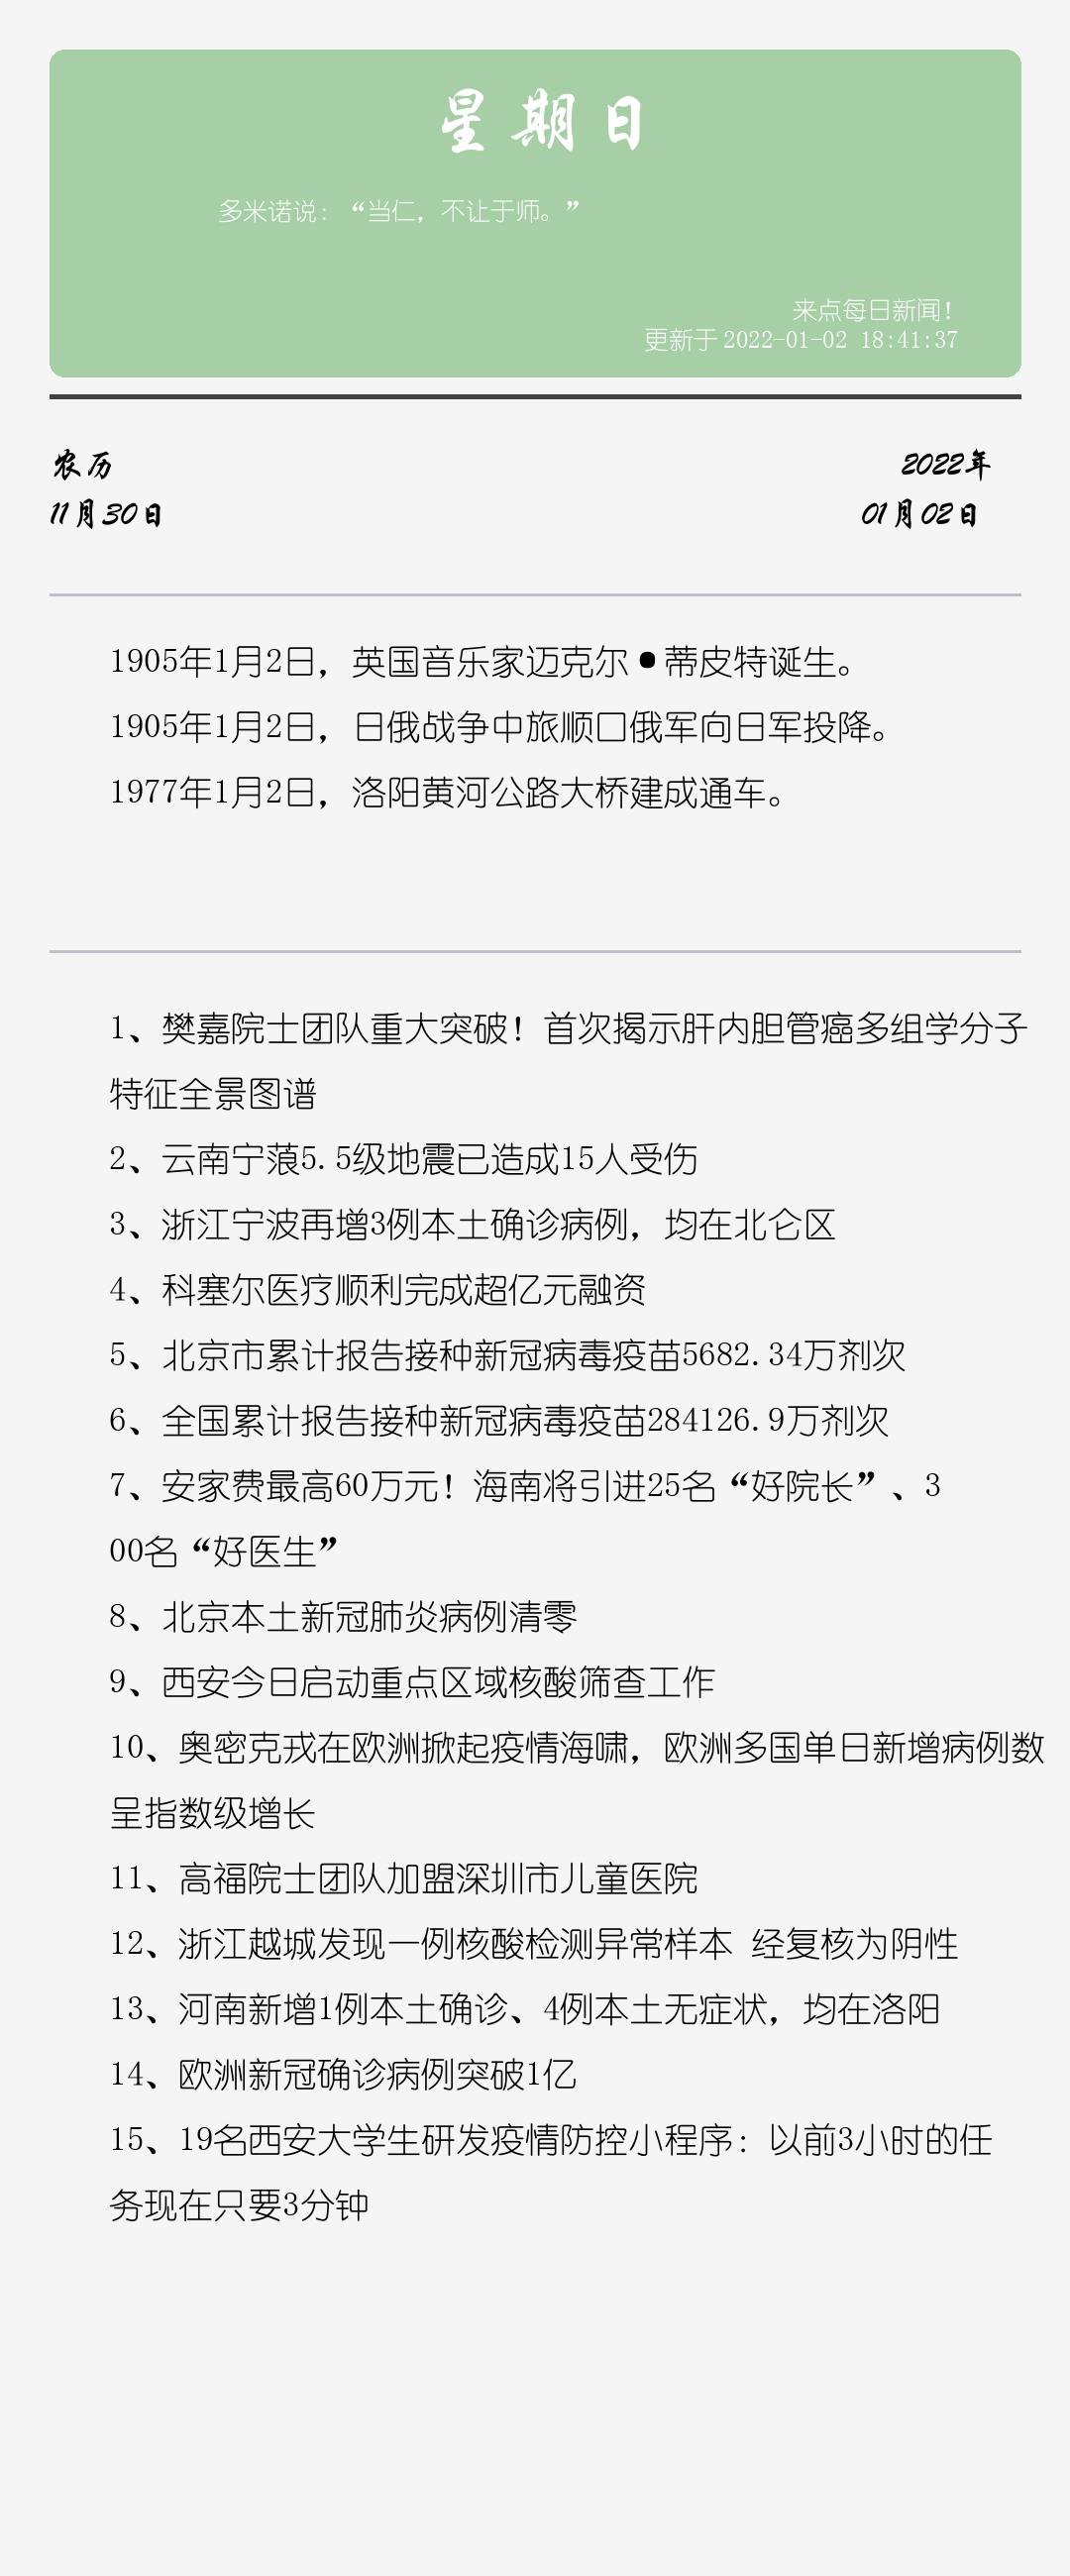 星期日
多米诺说：“当仁，不让于师。”
来点每日新闻！
更新于2022-01-02 18:41:37
农历
2022年
11月30日
01月02日
1905年1月2日，英国音乐家迈克尔•蒂皮特诞生。
1905年1月2日，日俄战争中旅顺口俄军向日军投降。
1977年1月2日，洛阳黄河公路大桥建成通车。
1、樊嘉院士团队重大突破！首次揭示肝内胆管癌多组学分子
特征全景图谱
2、云南宁蒗5.5级地震已造成15人受伤
3、浙江宁波再增3例本土确诊病例，均在北仑区
4、科塞尔医疗顺利完成超亿元融资
5、北京市累计报告接种新冠病毒疫苗5682.34万剂次
6、全国累计报告接种新冠病毒疫苗284126.9万剂次
7、安家费最高60万元！海南将引进25名“好院长”、3
00名“好医生”
8、北京本土新冠肺炎病例清零
9、西安今日启动重点区域核酸筛查工作
10、奥密克戎在欧洲掀起疫情海啸，欧洲多国单日新增病例数
呈指数级增长
11、高福院士团队加盟深圳市儿童医院
12、浙江越城发现一例核酸检测异常样本 经复核为阴性
13、河南新增1例本土确诊、4例本土无症状，均在洛阳
14、欧洲新冠确诊病例突破1亿
15、19名西安大学生研发疫情防控小程序：以前3小时的任
务现在只要3分钟